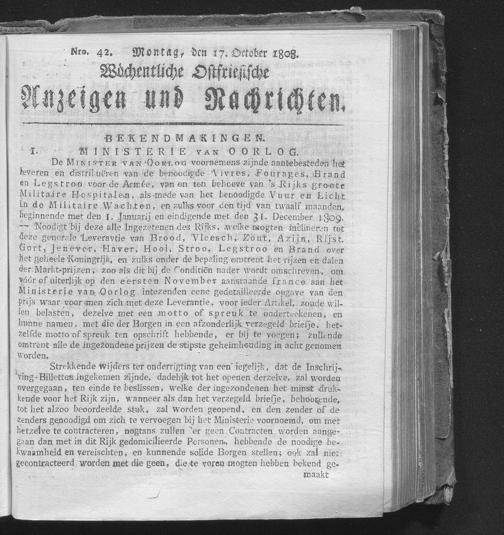 Nro. 42. Montag, den 17. October 1808.
Wöchentliche Ostfriesische
Anzeigen und Nachrichten.
BEKENDMAKINGEN.
1. MINISTERIE VAN OORLOG.
De MINISTER VAN OORLOG voornemens zijnde aantebesteden het
leveren en distribuëren van de benoodigde Vivres, Fourages, Brand
en Legstroo voor de Armée, van en ten behoeve van 's Rijks groote
Militaire Hospitalen, als mede van het benoodigde Vuur en Licht
in de Militaire Wachten, en zulks voor den tijd van twaalf maanden,
beginnende met den 1. Januarij en eindigende met den 31. December 1809.
— Noodigt bij deze alle Ingezetenen des Rijks, welke mogten inclineren tot
deze generale Leverantie van Brood, Vleesch, Zout, Azijn, Rijst,
Gort, Jenever, Haver, Hooi, Stroo, Legstroo en Brand over
het geheele Koningrijk, en zulks onder de bepaling omtrent het rijzen en dalen
der Markt-prijzen, zoo als dit bij de Conditiën nader wordt omschreven, om
vóór of uiterlijk op den eersten November aanstaande franco aan het
Ministerie van Oorlog intezenden eene gedetailleerde opgave van den
prijs waar voor men zich met deze Leverantie, voor ieder Artikel, zoude wil-
len belasten, dezelve met een motto of spreuk te onderteekenen, en
hunne namen, met die der Borgen in een afzonderlijk verzegeld briefje, het-
zelfde motto of spreuk ten opschrift hebbende, er bij te voegen; zullende
omtrent alle de ingezondene prijzen de stipste geheimhouding in acht genomen
worden.
Strekkende wijders ter onderrigting van een' iegelijk, dat de Inschrij-
ving-Billetten ingekomen zijnde, dadelijk tot het openen derzelve, zal worden
overgegaan, ten einde te beslissen, welke der ingezondenen het minst druk-
kende voor het Rijk zijn, wanneer als dan het verzegeld briefje, behoorende,
tot het alzoo beoordeelde stuk, zal worden geopend, en den zender of de
zenders genoodigd om zich te vervoegen bij het Ministerie voornoemd, om met
hetzelve te contracteren, nogtans zullen 'er geen Contracten worden aange-
gaan dan met in dit Rijk gedomicilieerde Personen, hebbende de noodige be-
kwaamheid en vereischten, en kunnende solide Borgen stellen; ook zal niet
gecontracteerd worden met die geen, die te voren mogten hebben bekend ge-
maakt